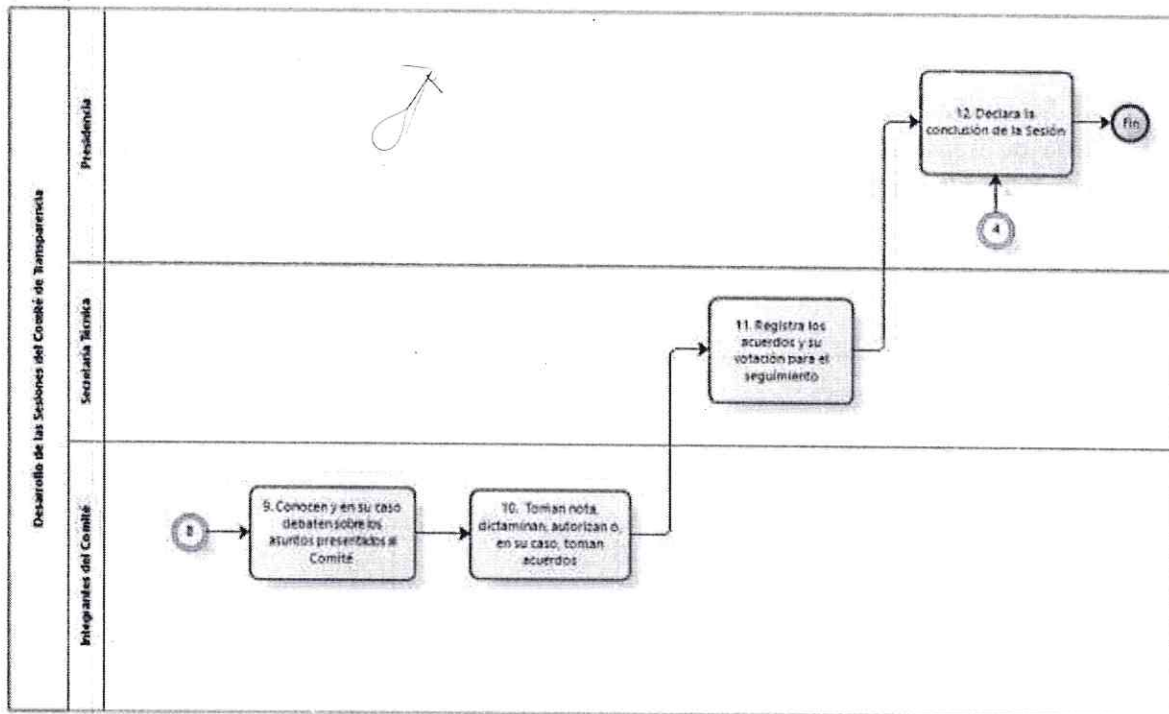 Desarrollo de las Sesiones del Comité de Transparencia
Presidencia
12. Declara la
conclusión de la Sesión
Fin
4
Secretaría Técnica
11. Registra los
acuerdos y su
votación para el
seguimiento
Integrantes del Comité
8
9. Conocen y en su caso
debaten sobre los
asuntos presentados al
Comité
10. Toman nota,
dictaminan, autorizan o,
en su caso, toman
acuerdos